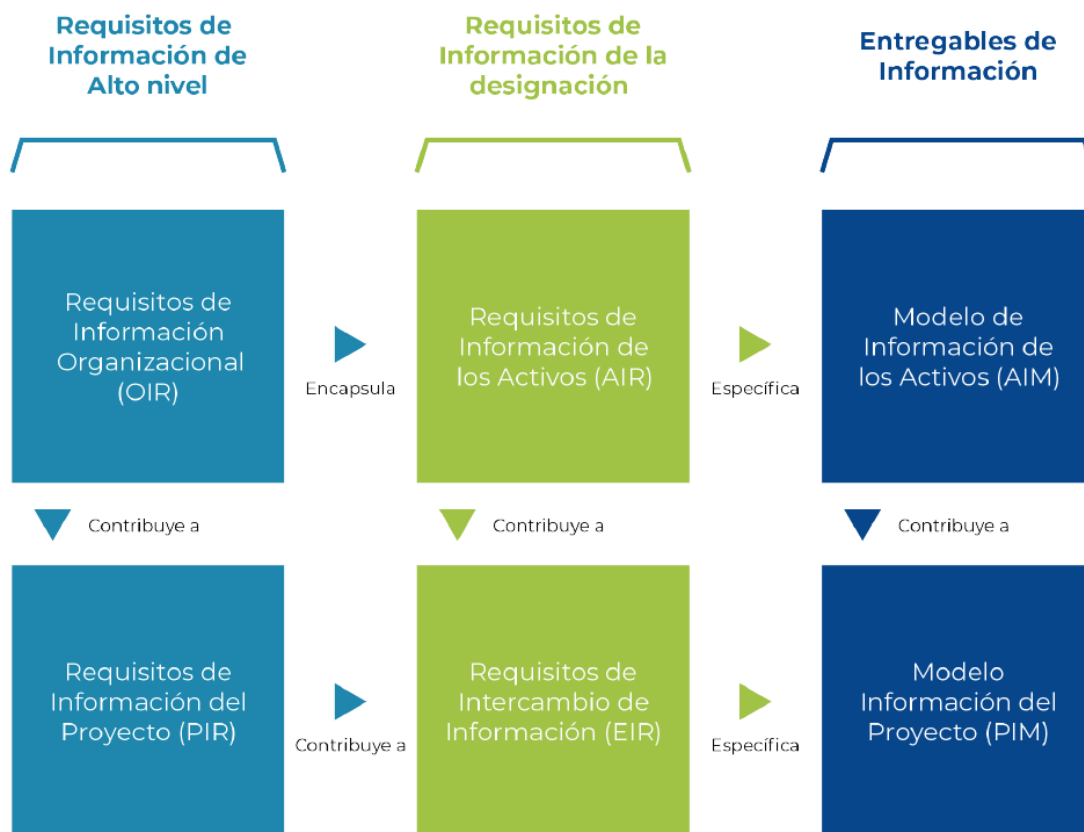 Requisitos de
Información de
Alto nivel
Requisitos de
Información de la
designación
Entregables de
Información
Requisitos de
Información
Organizacional
(OIR)
Encapsula
Requisitos de
Información de
los Activos (AIR)
Específica
Modelo de
Información de
los Activos (AIM)
Contribuye a
Contribuye a
Contribuye a
Requisitos de
Información del
Proyecto (PIR)
Contribuye a
Requisitos de
Intercambio de
Información (EIR)
Específica
Modelo
Información del
Proyecto (PIM)